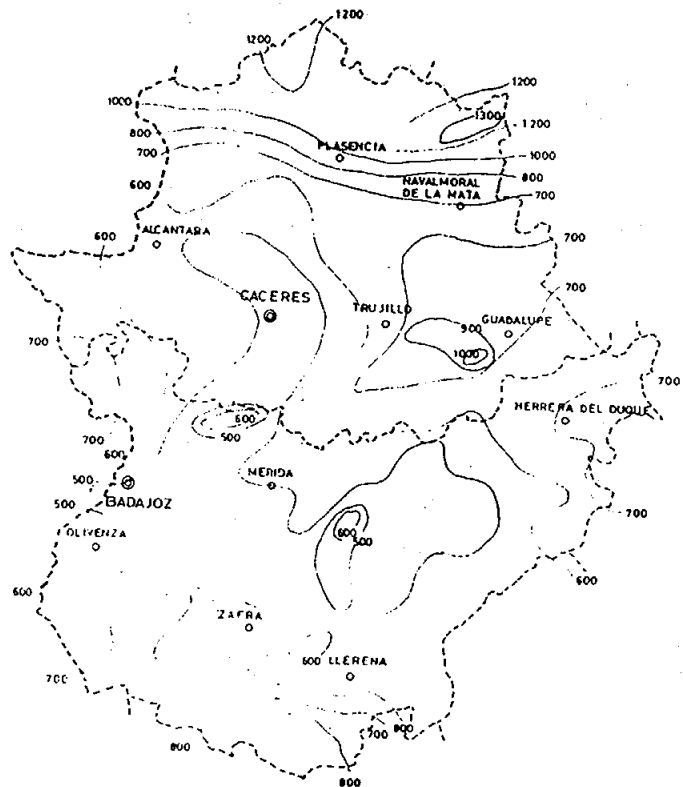 1200
1200
1200
1000
1300
1200
800
PLASENCIA
1000
700
800
NAVALMORAL
DE LA MATA
700
600
ALCANTARA
600
700
CACERES
700
TRUJILLO
900
GUADALUPE
700
1000
700
600
500
HERRERA DEL DUQUE
700
600
MERIDA
500
BADAJOZ
500
600
500
700
OLIVENZA
600
600
ZAFRA
600
LLERENA
700
700
800
800
800